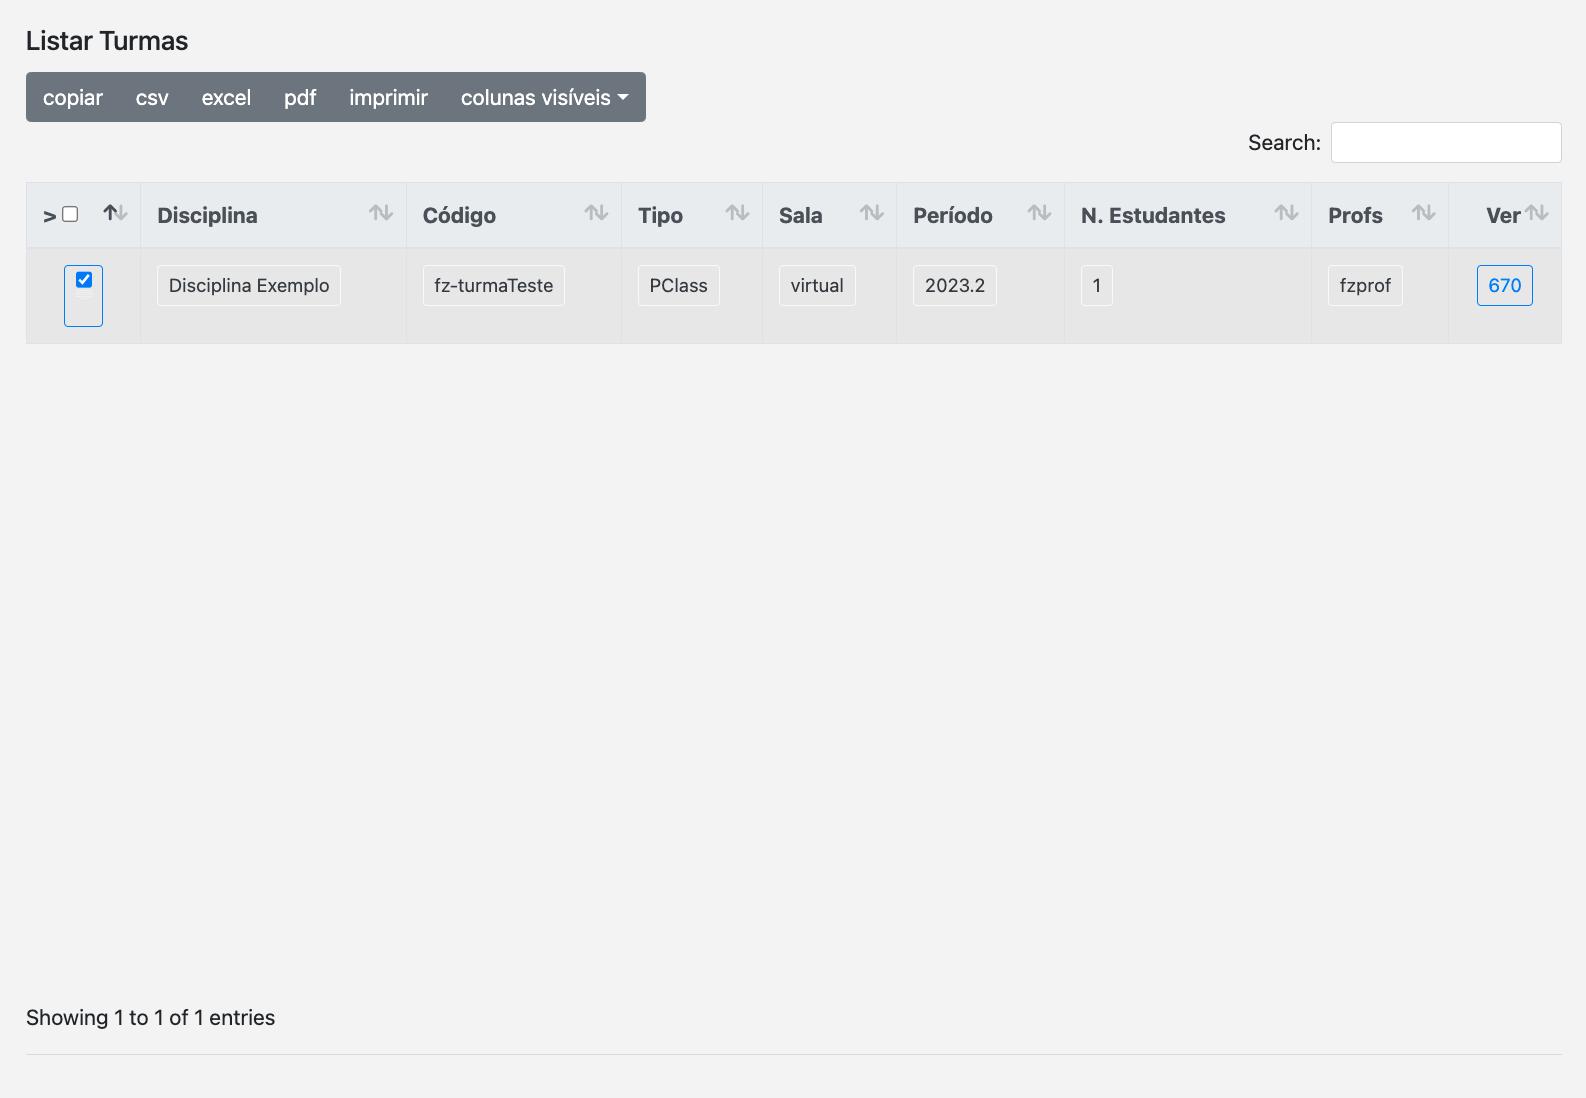 Listar Turmas
copiar csv excel pdf imprimir colunas visíveis
Search:
> Disciplina Código Tipo Sala Período N. Estudantes Profs Ver
Disciplina Exemplo fz-turmaTeste PClass virtual 2023.2 1 fzprof 670
Showing 1 to 1 of 1 entries